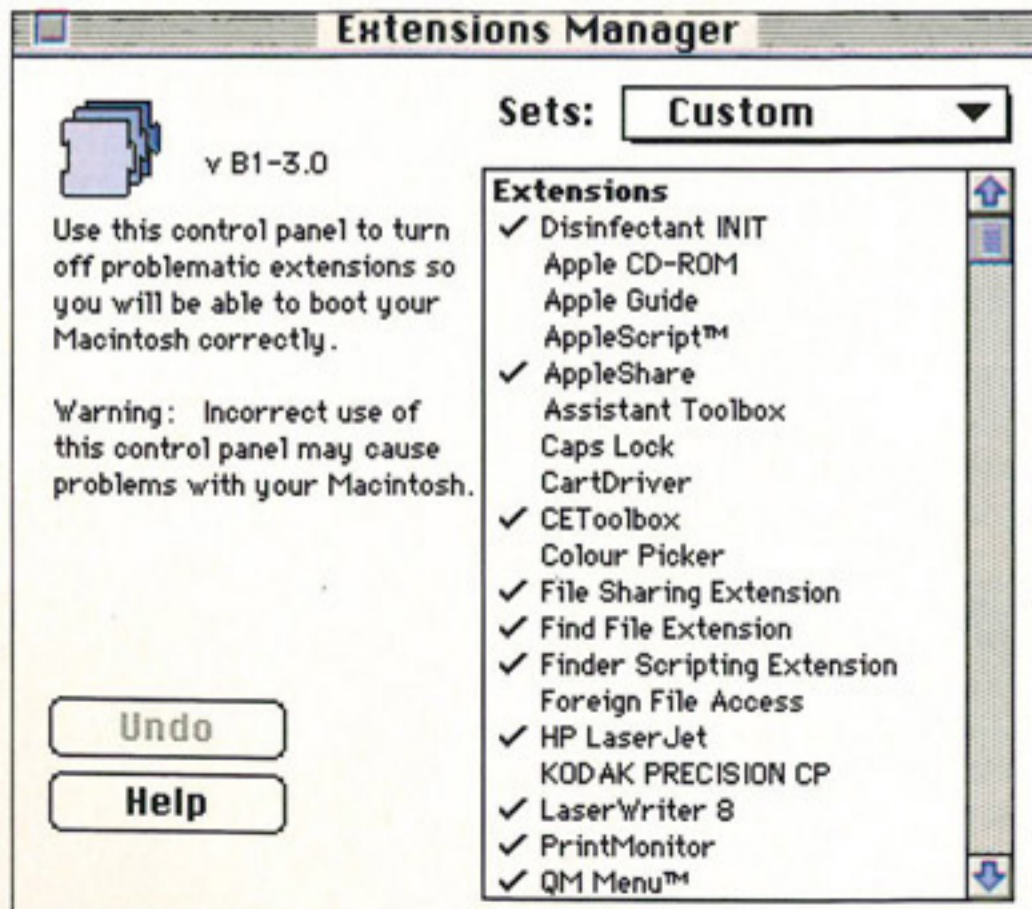 Extensions Manager
v B1-3.0
Use this control panel to turn
off problematic extensions so
you will be able to boot your
Macintosh correctly.
Warning: Incorrect use of
this control panel may cause
problems with your Macintosh.
Undo
Help
Sets: Custom
Extensions
✓ Disinfectant INIT
Apple CD-ROM
Apple Guide
AppleScript™
✓ AppleShare
Assistant Toolbox
Caps Lock
CartDriver
✓ CEToolbox
Colour Picker
✓ File Sharing Extension
✓ Find File Extension
✓ Finder Scripting Extension
Foreign File Access
✓ HP LaserJet
KODAK PRECISION CP
✓ LaserWriter 8
✓ PrintMonitor
✓ QM Menu™